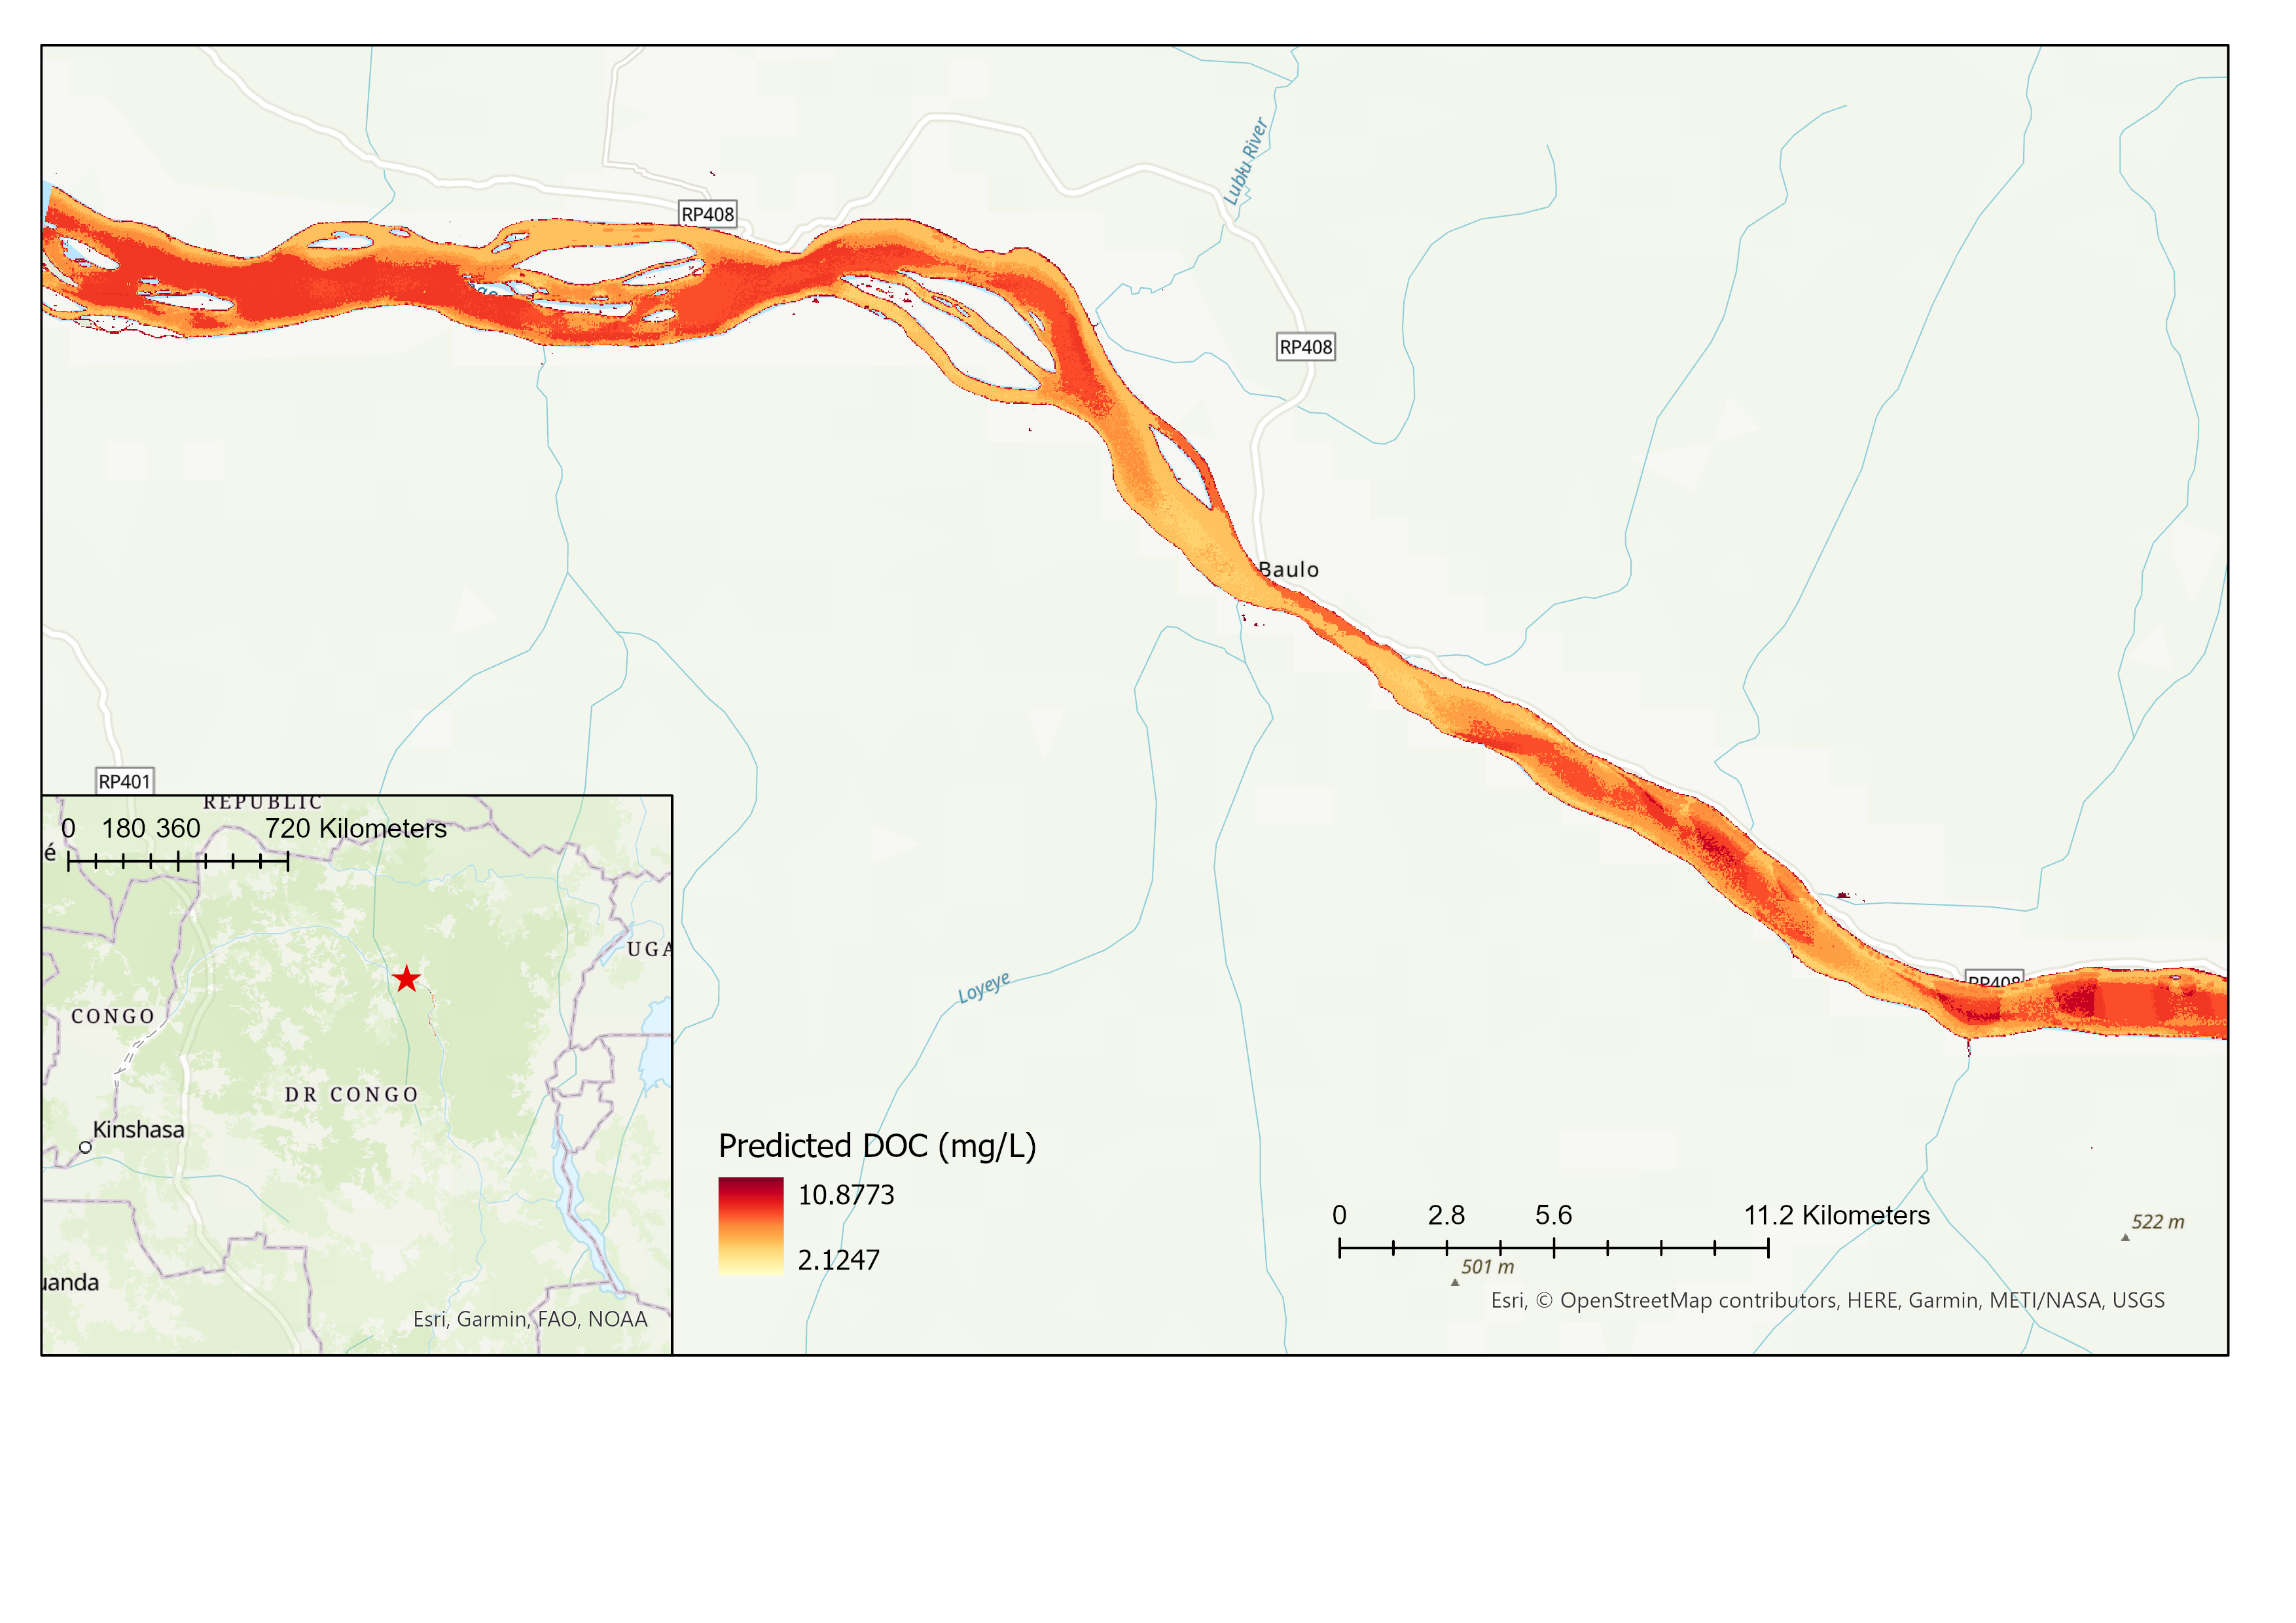 Lublu River
RP408
RP408
Baulo
RP401
REPUBLIC
0 180 360 720 Kilometers
é
UGA
CONGO
RP408
Loyeye
DR CONGO
Kinshasa
Predicted DOC (mg/L)
10.8773
2.1247
0 2.8 5.6 11.2 Kilometers
522 m
501 m
uanda
Esri, Garmin, FAO, NOAA
Esri, © OpenStreetMap contributors, HERE, Garmin, METI/NASA, USGS